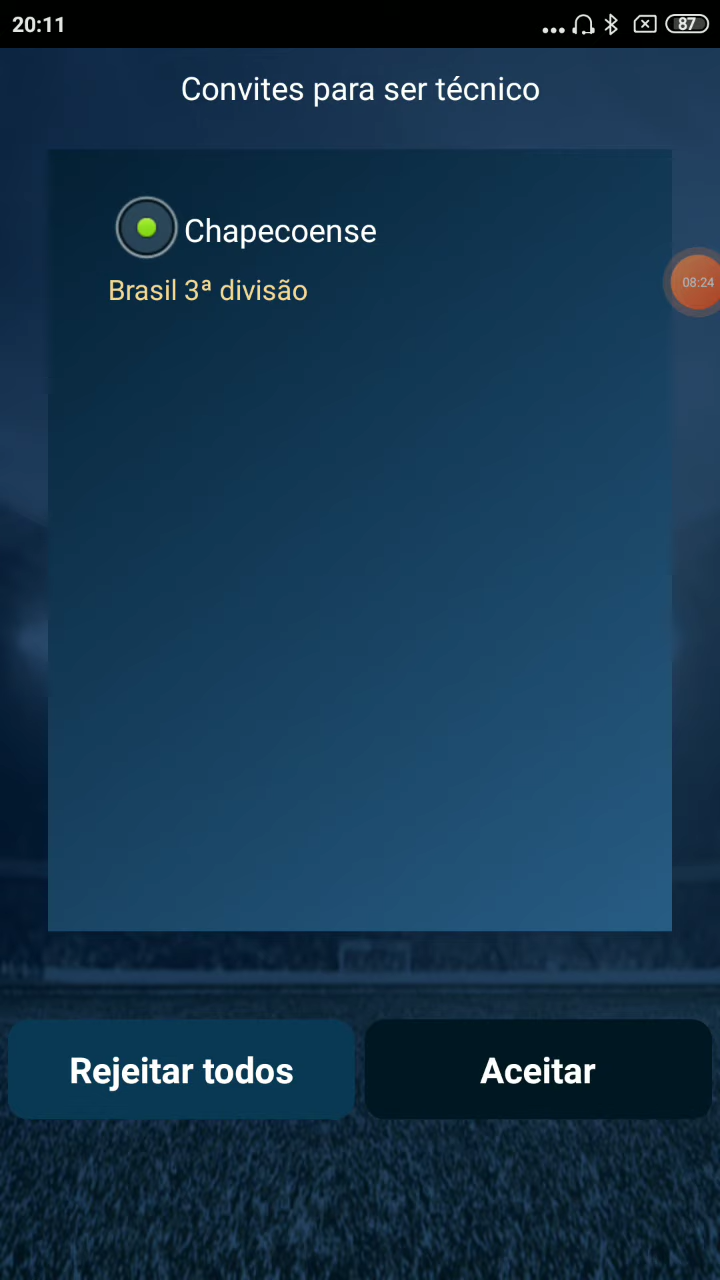 20:11
87
Convites para ser técnico
Chapecoense
Brasil 3ª divisão
08:24
Rejeitar todos
Aceitar